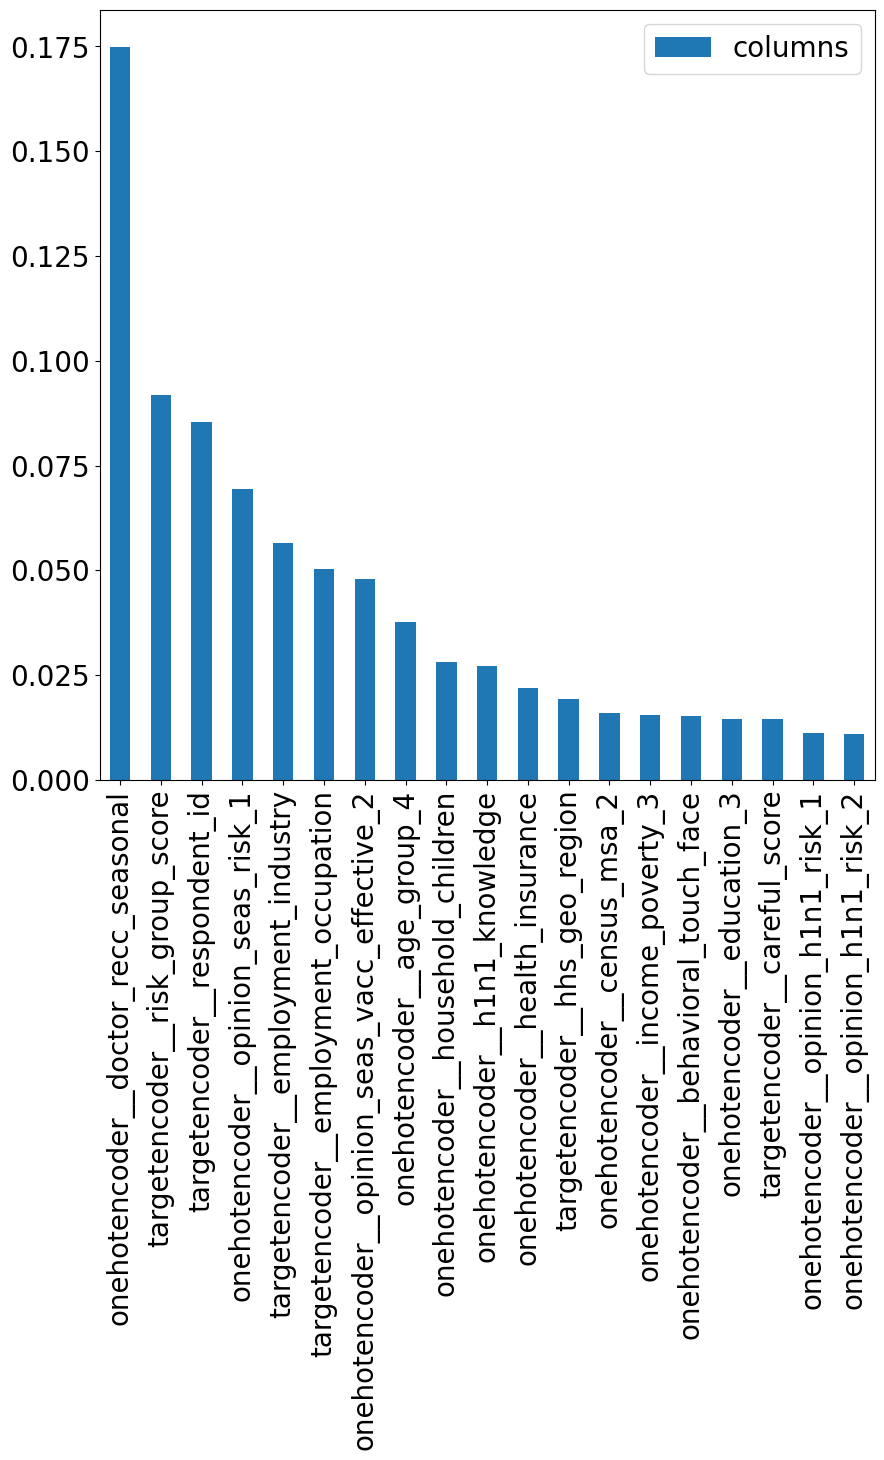 columns
0.175
0.150
0.125
0.100
0.075
0.050
0.025
0.000
onehotencoder__doctor_recc_seasonal
targetencoder__risk_group_score
targetencoder__respondent_id
onehotencoder__opinion_seas_risk_1
targetencoder__employment_industry
targetencoder__employment_occupation
onehotencoder__opinion_seas_vacc_effective_2
onehotencoder__age_group_4
onehotencoder__household_children
onehotencoder__h1n1_knowledge
onehotencoder__health_insurance
targetencoder__hhs_geo_region
onehotencoder__census_msa_2
onehotencoder__income_poverty_3
onehotencoder__behavioral_touch_face
onehotencoder__education_3
targetencoder__careful_score
onehotencoder__opinion_h1n1_risk_1
onehotencoder__opinion_h1n1_risk_2